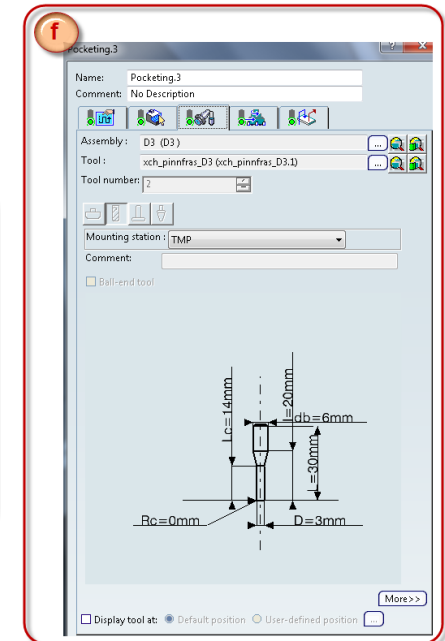 f
Pocketing.3
Name: Pocketing.3
Comment: No Description
Assembly: D3 (D3 ) ...
Tool : xch_pinnfras_D3 (xch_pinnfras_D3.1) ...
Tool number: 2
Mounting station : TMP
Comment:
Ball-end tool
Lc=14mm
l=20mm
db=6mm
L=30mm
Rc=0mm
D=3mm
More>>
Display tool at: Default position User-defined position ...